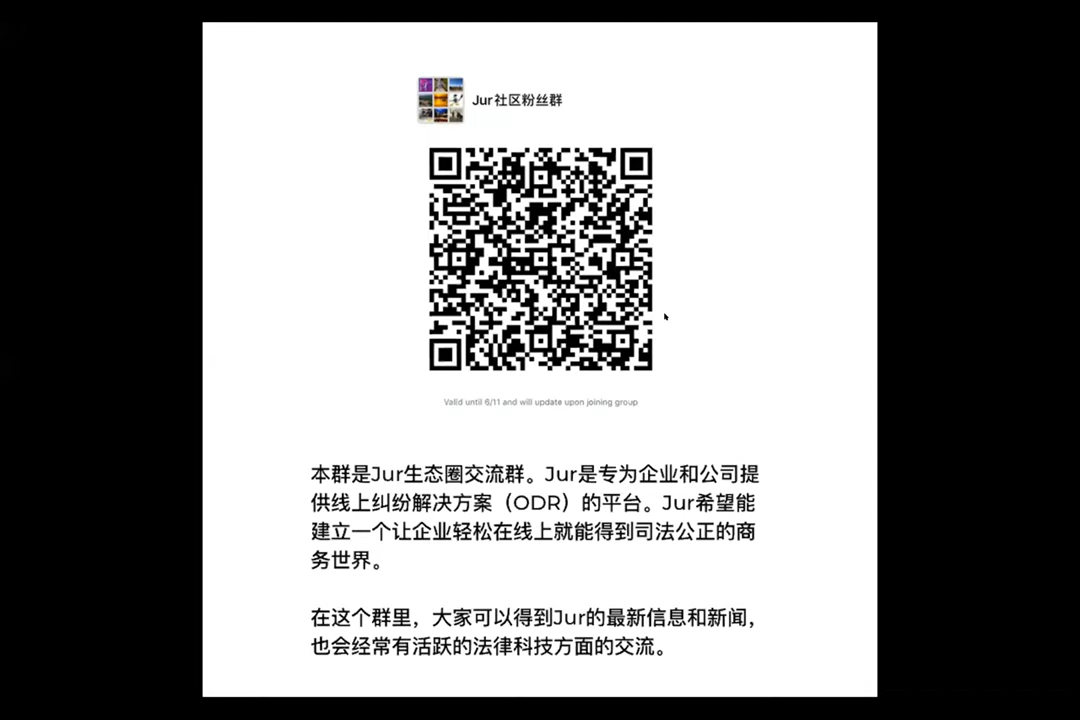 Jur社区粉丝群
Valid until 6/11 and will update upon joining group
本群是Jur生态圈交流群。Jur是专为企业和公司提
供线上纠纷解决方案（ODR）的平台。Jur希望能
建立一个让企业轻松在线上就能得到司法公正的商
务世界。
在这个群里，大家可以得到Jur的最新信息和新闻，
也会经常有活跃的法律科技方面的交流。